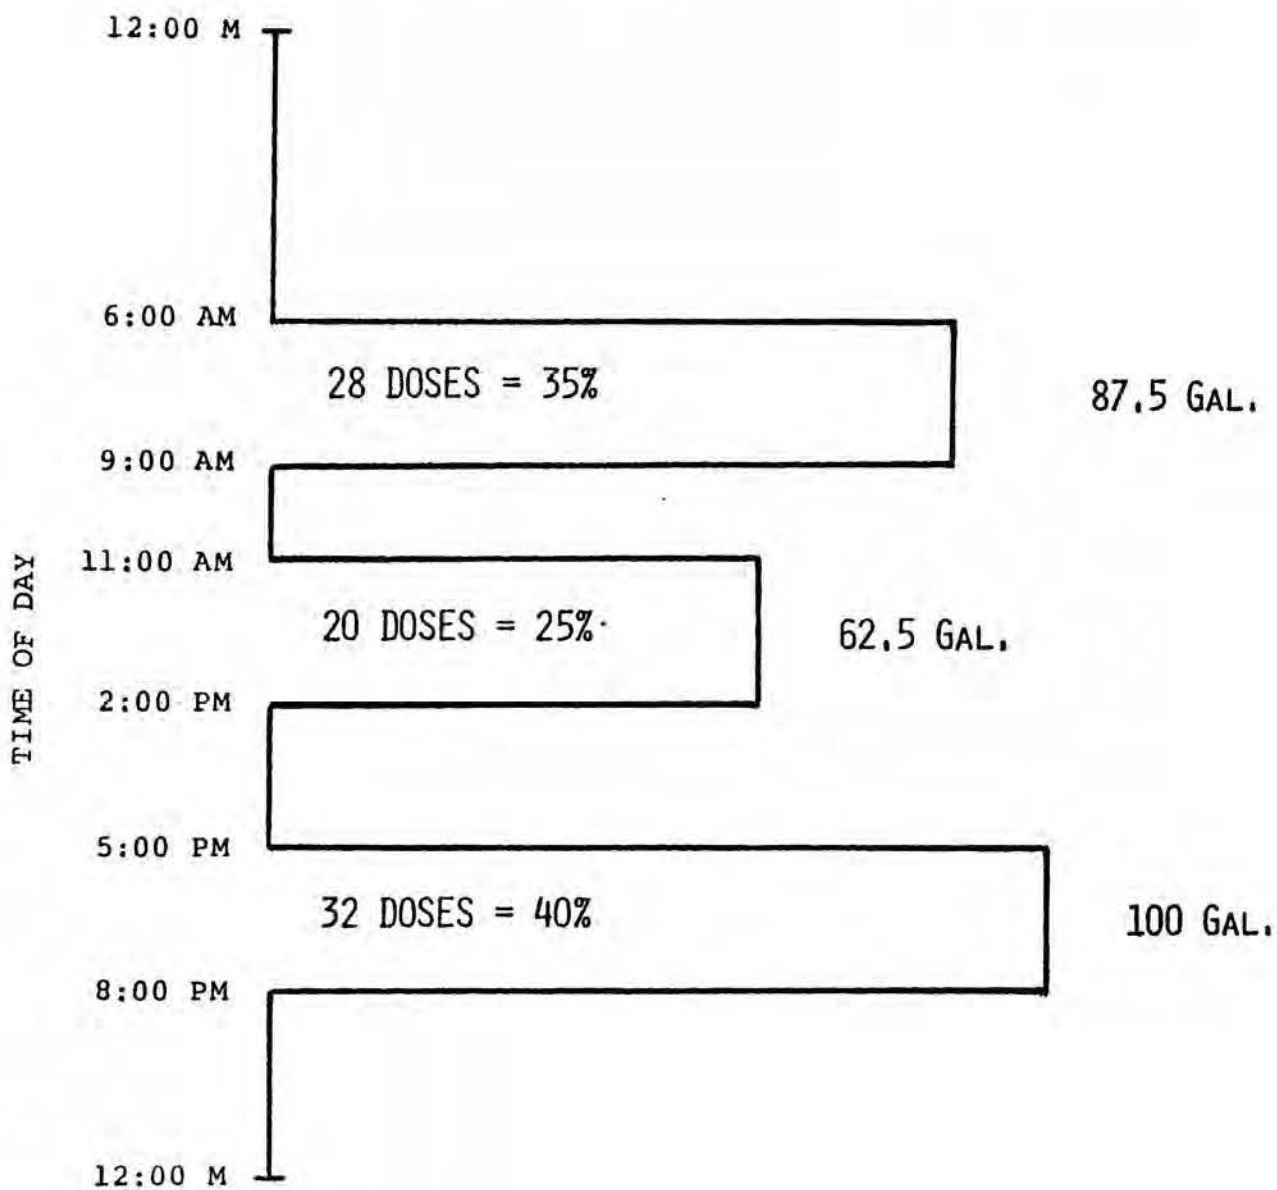 12:00 M
6:00 AM
28 DOSES = 35%
87.5 GAL.
9:00 AM
11:00 AM
20 DOSES = 25%
62.5 GAL.
2:00 PM
TIME OF DAY
5:00 PM
32 DOSES = 40%
100 GAL.
8:00 PM
12:00 M